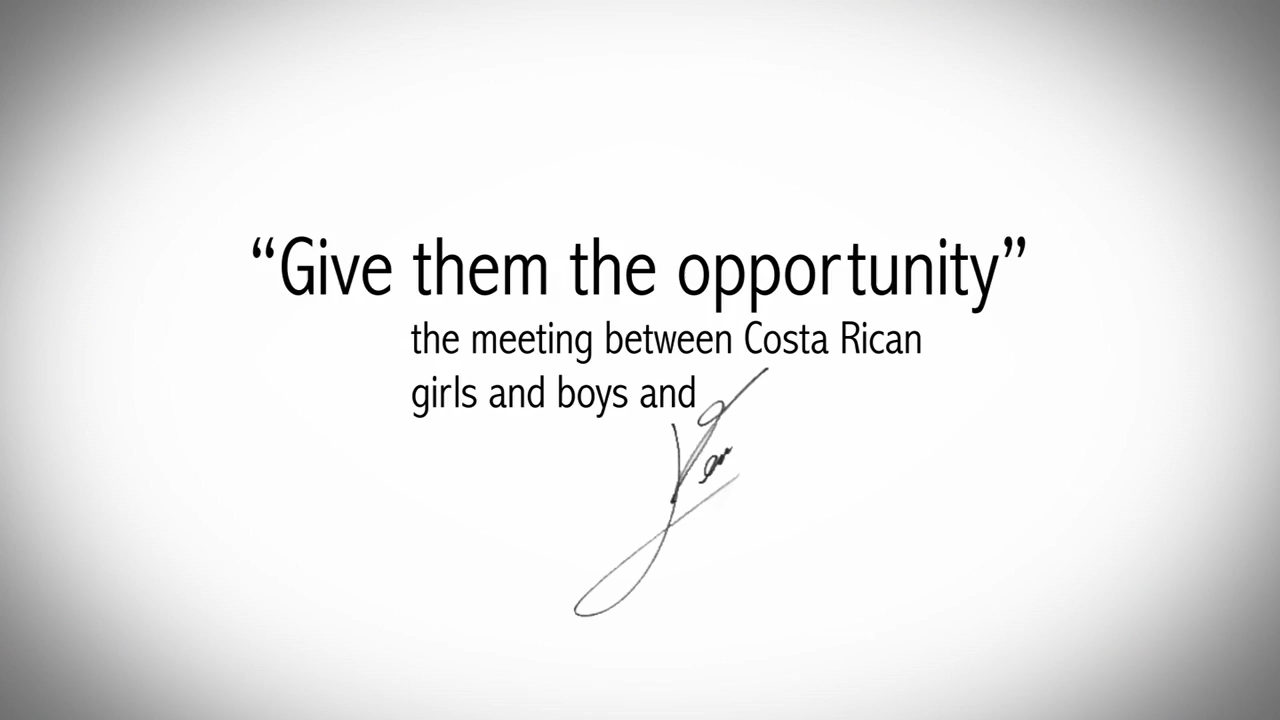 “Give them the opportunity”
the meeting between Costa Rican
girls and boys and